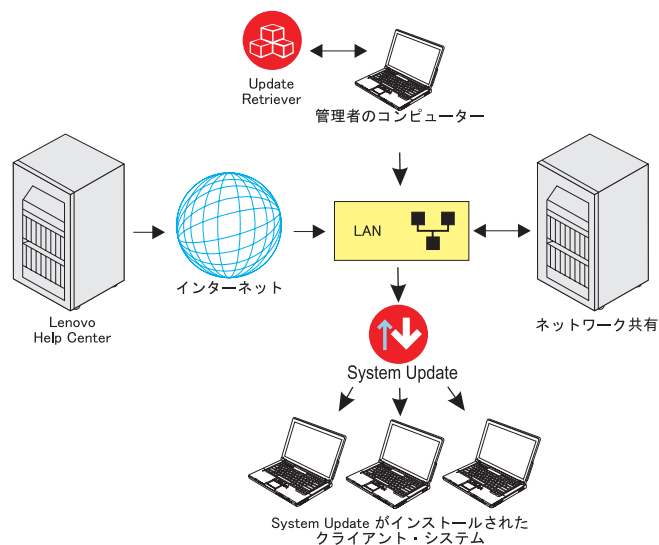 Update
Retriever
管理者のコンピューター
LAN
インターネット
Lenovo
Help Center
ネットワーク共有
System Update
System Update がインストールされた
クライアント・システム